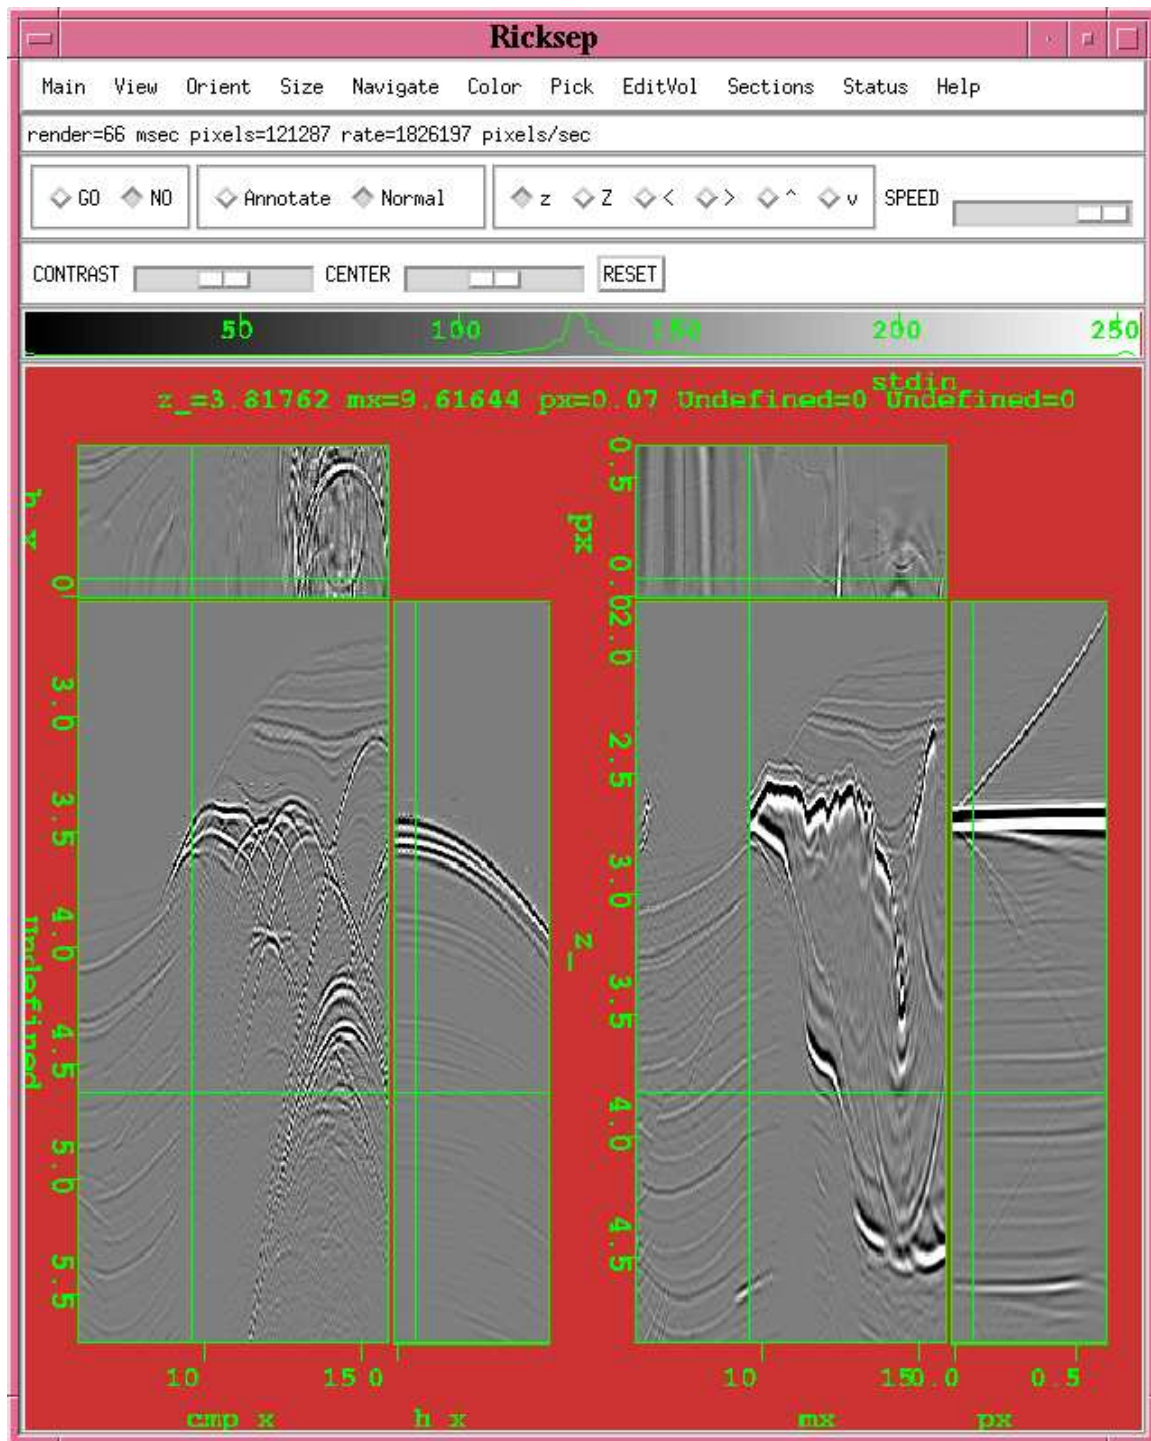 Ricksep
Main View Orient Size Navigate Color Pick EditVol Sections Status Help
render=66 msec pixels=121287 rate=1826197 pixels/sec
GO NO Annotate Normal z Z < > ^ v SPEED
CONTRAST CENTER RESET
50 100 150 200 250
stdin
z_=3.81762 mx=9.61644 px=0.07 Undefined=0 Undefined=0
h x
0
px
0.5
0.0
Undefined
3.0
3.5
4.0
4.5
5.0
5.5
z_
2.0
2.5
3.0
3.5
4.0
4.5
10 15 0 10 15 0.0 0.5
cmp x h x mx px